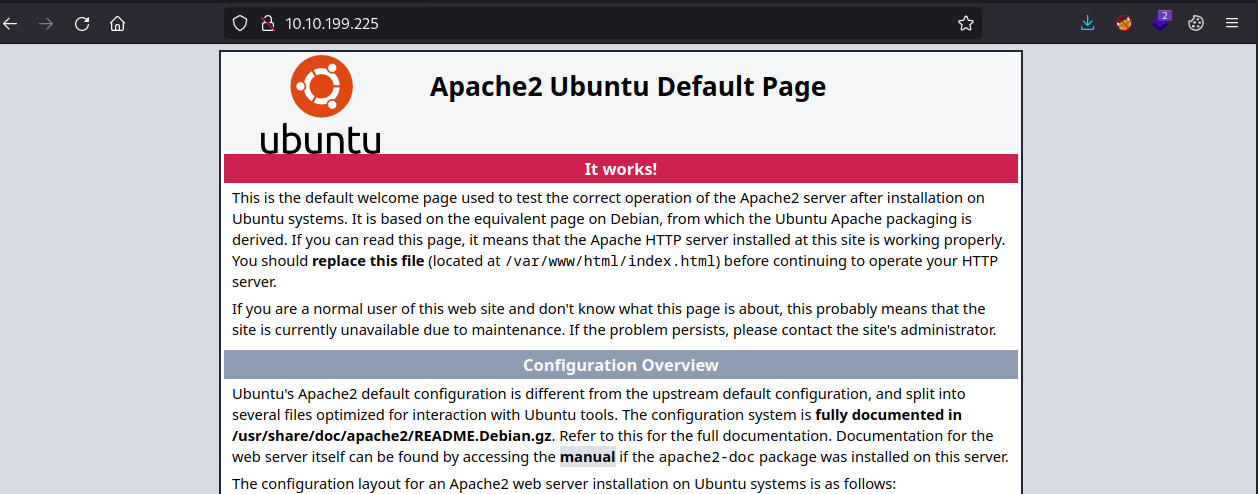 10.10.199.225
2
Apache2 Ubuntu Default Page
ubuntu
It works!
This is the default welcome page used to test the correct operation of the Apache2 server after installation on
Ubuntu systems. It is based on the equivalent page on Debian, from which the Ubuntu Apache packaging is
derived. If you can read this page, it means that the Apache HTTP server installed at this site is working properly.
You should replace this file (located at /var/www/html/index.html) before continuing to operate your HTTP
server.
If you are a normal user of this web site and don't know what this page is about, this probably means that the
site is currently unavailable due to maintenance. If the problem persists, please contact the site's administrator.
Configuration Overview
Ubuntu's Apache2 default configuration is different from the upstream default configuration, and split into
several files optimized for interaction with Ubuntu tools. The configuration system is fully documented in
/usr/share/doc/apache2/README.Debian.gz. Refer to this for the full documentation. Documentation for the
web server itself can be found by accessing the manual if the apache2-doc package was installed on this server.
The configuration layout for an Apache2 web server installation on Ubuntu systems is as follows: